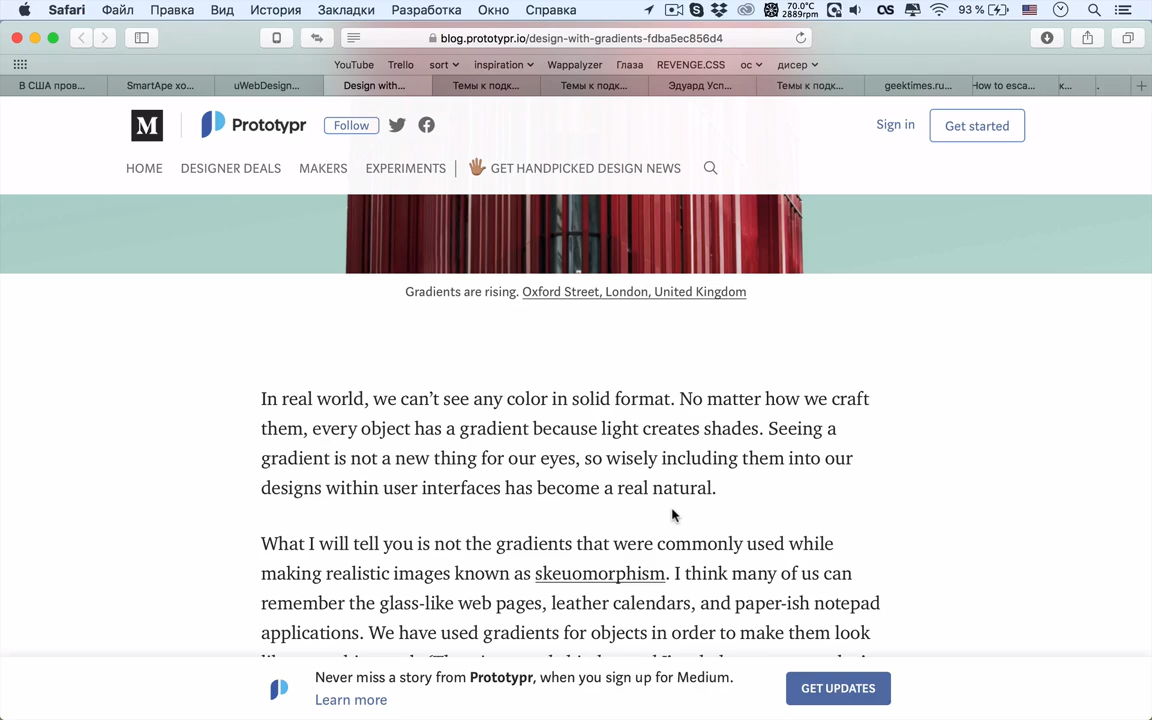 Safari Файл Правка Вид История Закладки Разработка Окно Справка 70.0°C 2889rpm 93 %
blog.prototypr.io/design-with-gradients-fdba5ec856d4
YouTube Trello sort inspiration Wappalyzer Глаза REVENGE.CSS ос дисер
В США пров... SmartApe хо... uWebDesign... Design with... Темы к подк... Темы к подк... Эдуард Усп... Темы к подк... geektimes.ru... How to esca... к... .
M Prototypr Follow Sign in Get started
HOME DESIGNER DEALS MAKERS EXPERIMENTS GET HANDPICKED DESIGN NEWS
Gradients are rising. Oxford Street, London, United Kingdom
In real world, we can’t see any color in solid format. No matter how we craft
them, every object has a gradient because light creates shades. Seeing a
gradient is not a new thing for our eyes, so wisely including them into our
designs within user interfaces has become a real natural.
What I will tell you is not the gradients that were commonly used while
making realistic images known as skeuomorphism. I think many of us can
remember the glass-like web pages, leather calendars, and paper-ish notepad
applications. We have used gradients for objects in order to make them look
Never miss a story from Prototypr, when you sign up for Medium.
Learn more
GET UPDATES